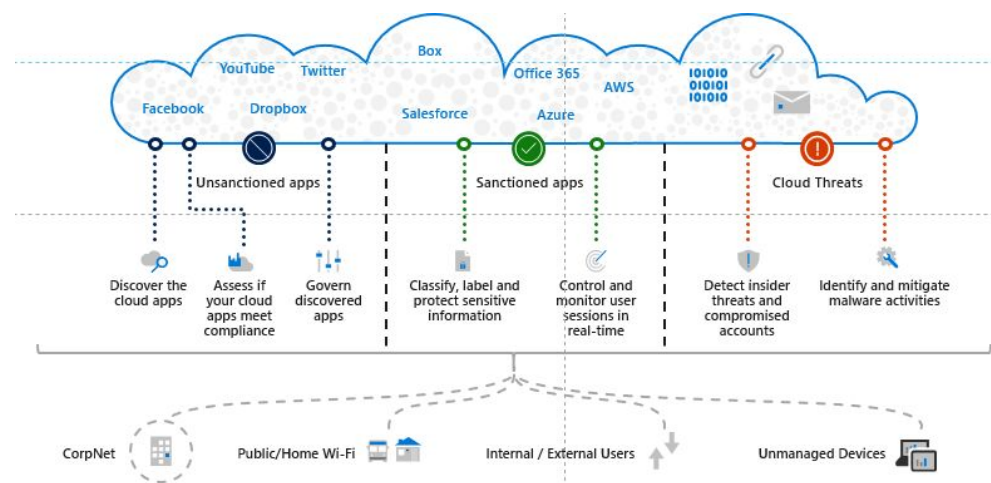 Box
YouTube
Twitter
Office 365
AWS
101010
010101
101010
Facebook
Dropbox
Salesforce
Azure
Unsanctioned apps
Sanctioned apps
Cloud Threats
Discover the
cloud apps
Assess if
your cloud
apps meet
compliance
Govern
discovered
apps
Classify, label and
protect sensitive
information
Control and
monitor user
sessions in
real-time
Detect insider
threats and
compromised
accounts
Identify and mitigate
malware activities
CorpNet
Public/Home Wi-Fi
Internal / External Users
Unmanaged Devices